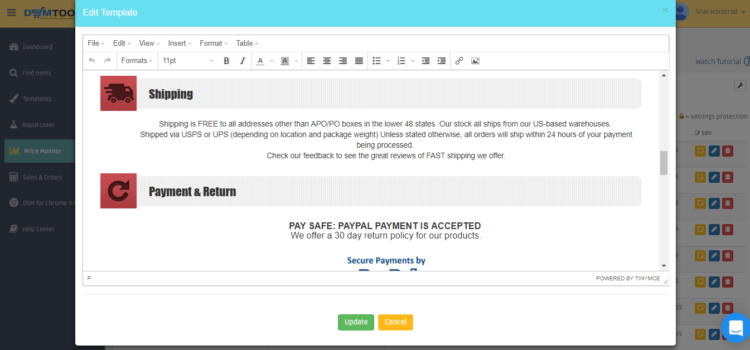 Edit Template
×
DSMTOOL
Shai Wolstrod
Dashboard
Find Items
Templates
Rapid Lister
Price Monitor
Sales & Orders
DSM for Chrome
Help Center
Watch Tutorial
= settings protection
Edit
File Edit View Insert Format Table
Formats 11pt B I A A
Shipping
Shipping is FREE to all addresses other than APO/PO boxes in the lower 48 states. Our stock all ships from our US-based warehouses.
Shipped via USPS or UPS (depending on location and package weight) Unless stated otherwise, all orders will ship within 24 hours of your payment
being processed.
Check our feedback to see the great reviews of FAST shipping we offer.
Payment & Return
PAY SAFE: PAYPAL PAYMENT IS ACCEPTED
We offer a 30 day return policy for our products.
Secure Payments by
P
POWERED BY TINYMCE
Update Cancel